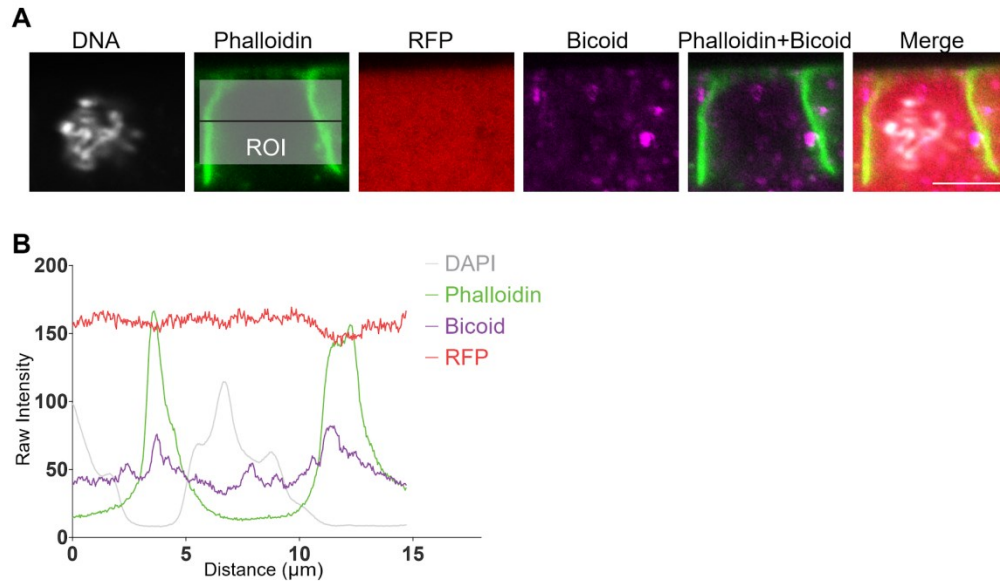 A
DNA Phalloidin RFP Bicoid Phalloidin+Bicoid Merge
ROI
B
200
150
100
50
0
Raw Intensity
0 5 10 15
Distance (μm)
DAPI
Phalloidin
Bicoid
RFP